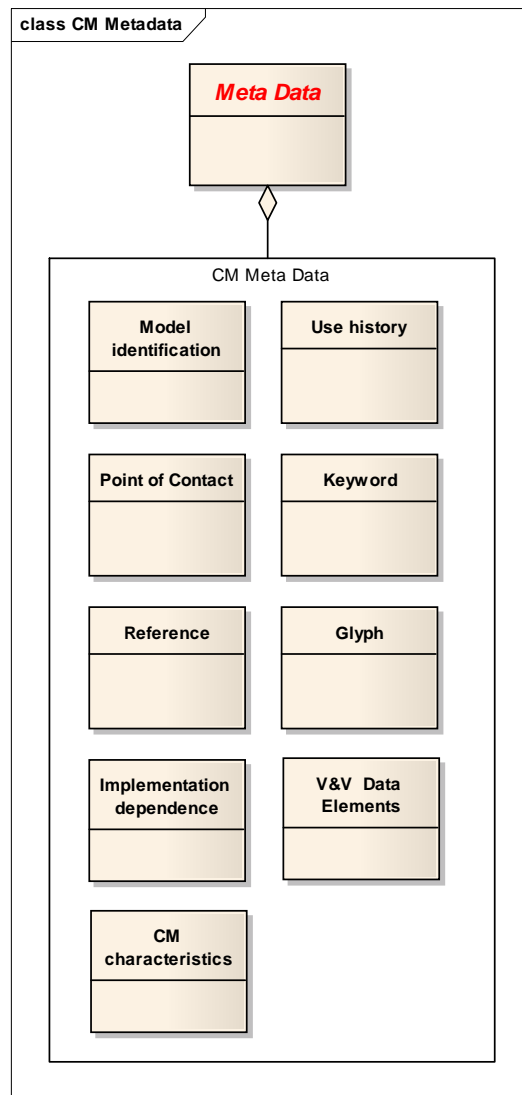 class CM Metadata
Meta Data
CM Meta Data
Model
identification
Use history
Point of Contact
Keyword
Reference
Glyph
Implementation
dependence
V&V Data
Elements
CM
characteristics